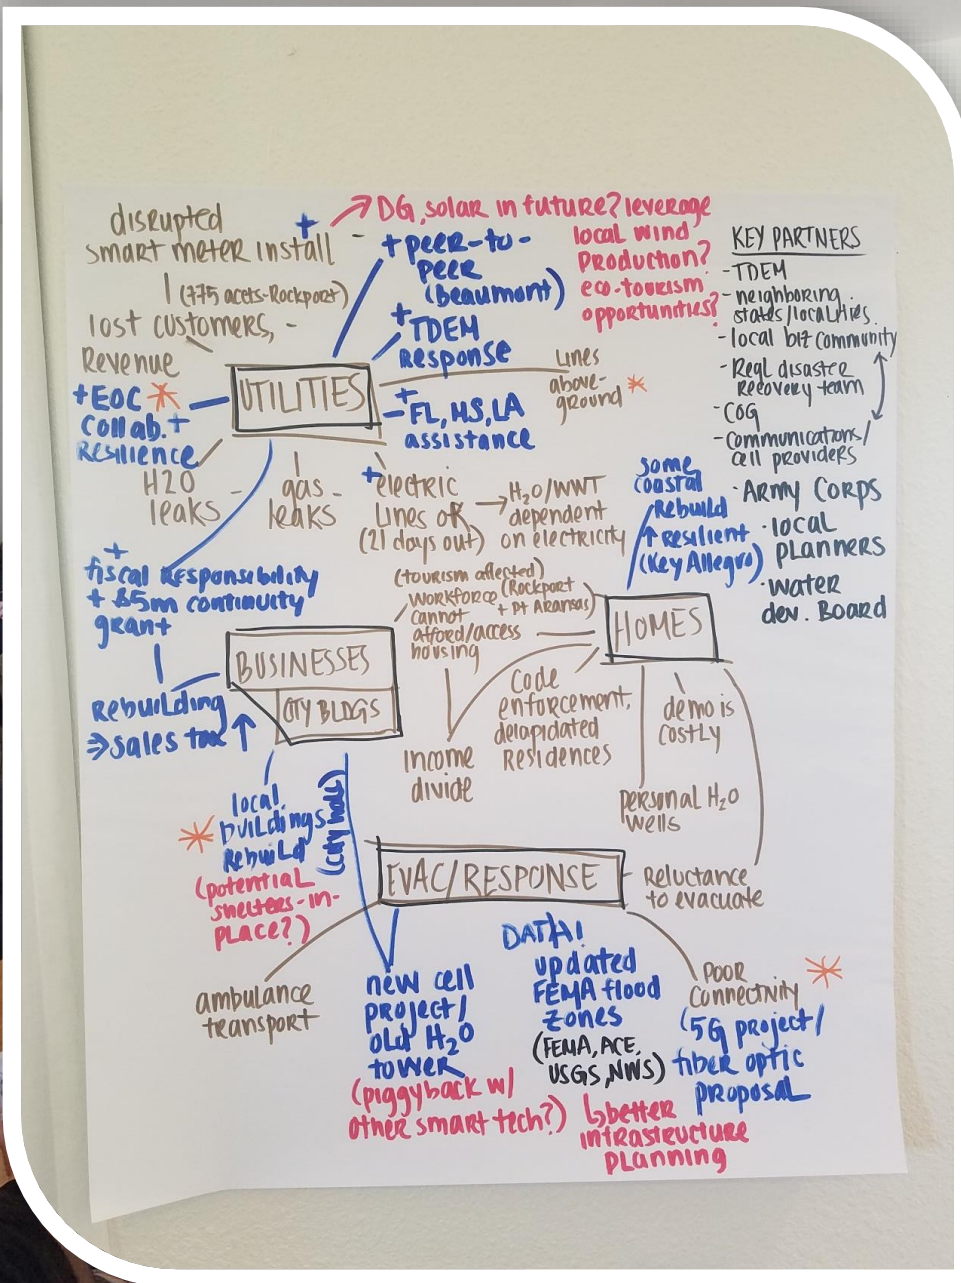 disrupted
smart meter install +
(775 accts-Rockport)
lost customers, -
Revenue
+EOC
collab. +
Resilience
UTILITIES
DG, solar in future? leverage
local wind
production?
eco-tourism
opportunities?
+ peer-to-
peer
(Beaumont)
+ TDEM
Response
Lines
above-
ground
+
- FL, MS, LA
assistance
H2O
leaks -
gas -
leaks
+ electric
lines ok
(21 days out)
→ H2O/WWT
dependent
on electricity
KEY PARTNERS
- TDEM
- neighboring
states/localities
- local biz community
- Regl disaster
recovery team
- COG
- communications/
cell providers
· Army Corps
· local
planners
· water
dev. Board
some
coastal
Rebuild
↑ Resilient
(Key Allegro)
+
fiscal responsibility
+ $5m continuity
grant
Rebuilding
⇒ sales tax ↑
BUSINESSES
CITY BLDGS
(tourism affected)
workforce (Rockport
+ Pt Aransas)
cannot
afford/access
housing
HOMES
Income
divide
Code
enforcement,
delapidated
Residences
demo is
costly
personal H2O
wells
local
buildings
Rebuild
(city hall)
(potential
shelters-in-
place?)
EVAC/RESPONSE
Reluctance
to evacuate
ambulance
transport
new cell
project/
old H2O
tower
(piggyback w/
other smart tech?)
DATA!
updated
FEMA flood
zones
(FEMA, ACE,
USGS, NWS)
↳ better
infrastructure
planning
POOR
Connectivity
(5G project/
fiber optic
proposal